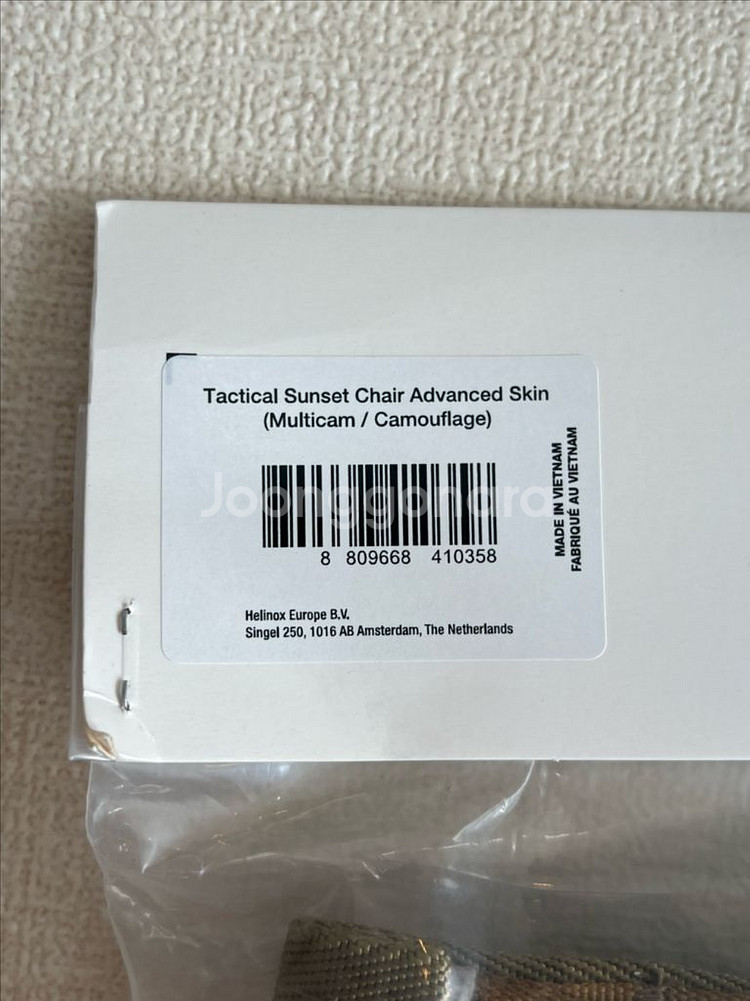 Tactical Sunset Chair Advanced Skin
(Multicam / Camouflage)
Joonggonara
8 809668 410358
MADE IN VIETNAM
FABRIQUÉ AU VIETNAM
Helinox Europe B.V.
Singel 250, 1016 AB Amsterdam, The Netherlands